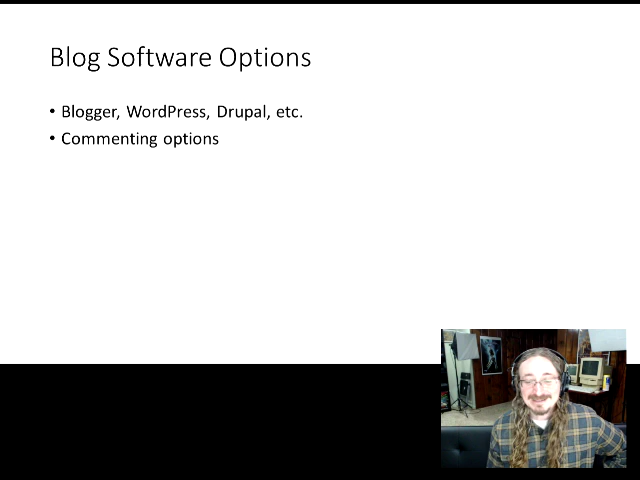 Blog Software Options
• Blogger, WordPress, Drupal, etc.
• Commenting options